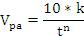 V_pa = (10 * k) / t^n